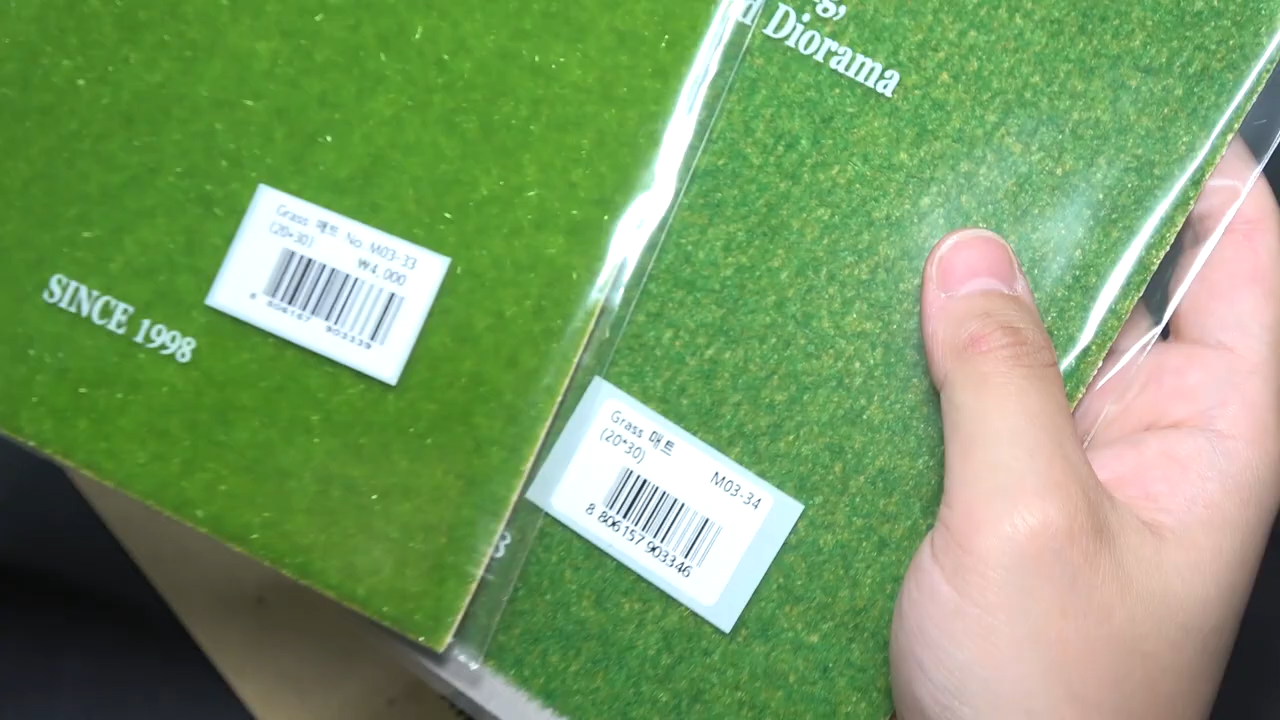 Diorama
SINCE 1998
Grass 매트 No M03-33
(20*30)
₩4,000
8 806157 903339
Grass 매트
(20*30)
M03-34
8 806157 903346